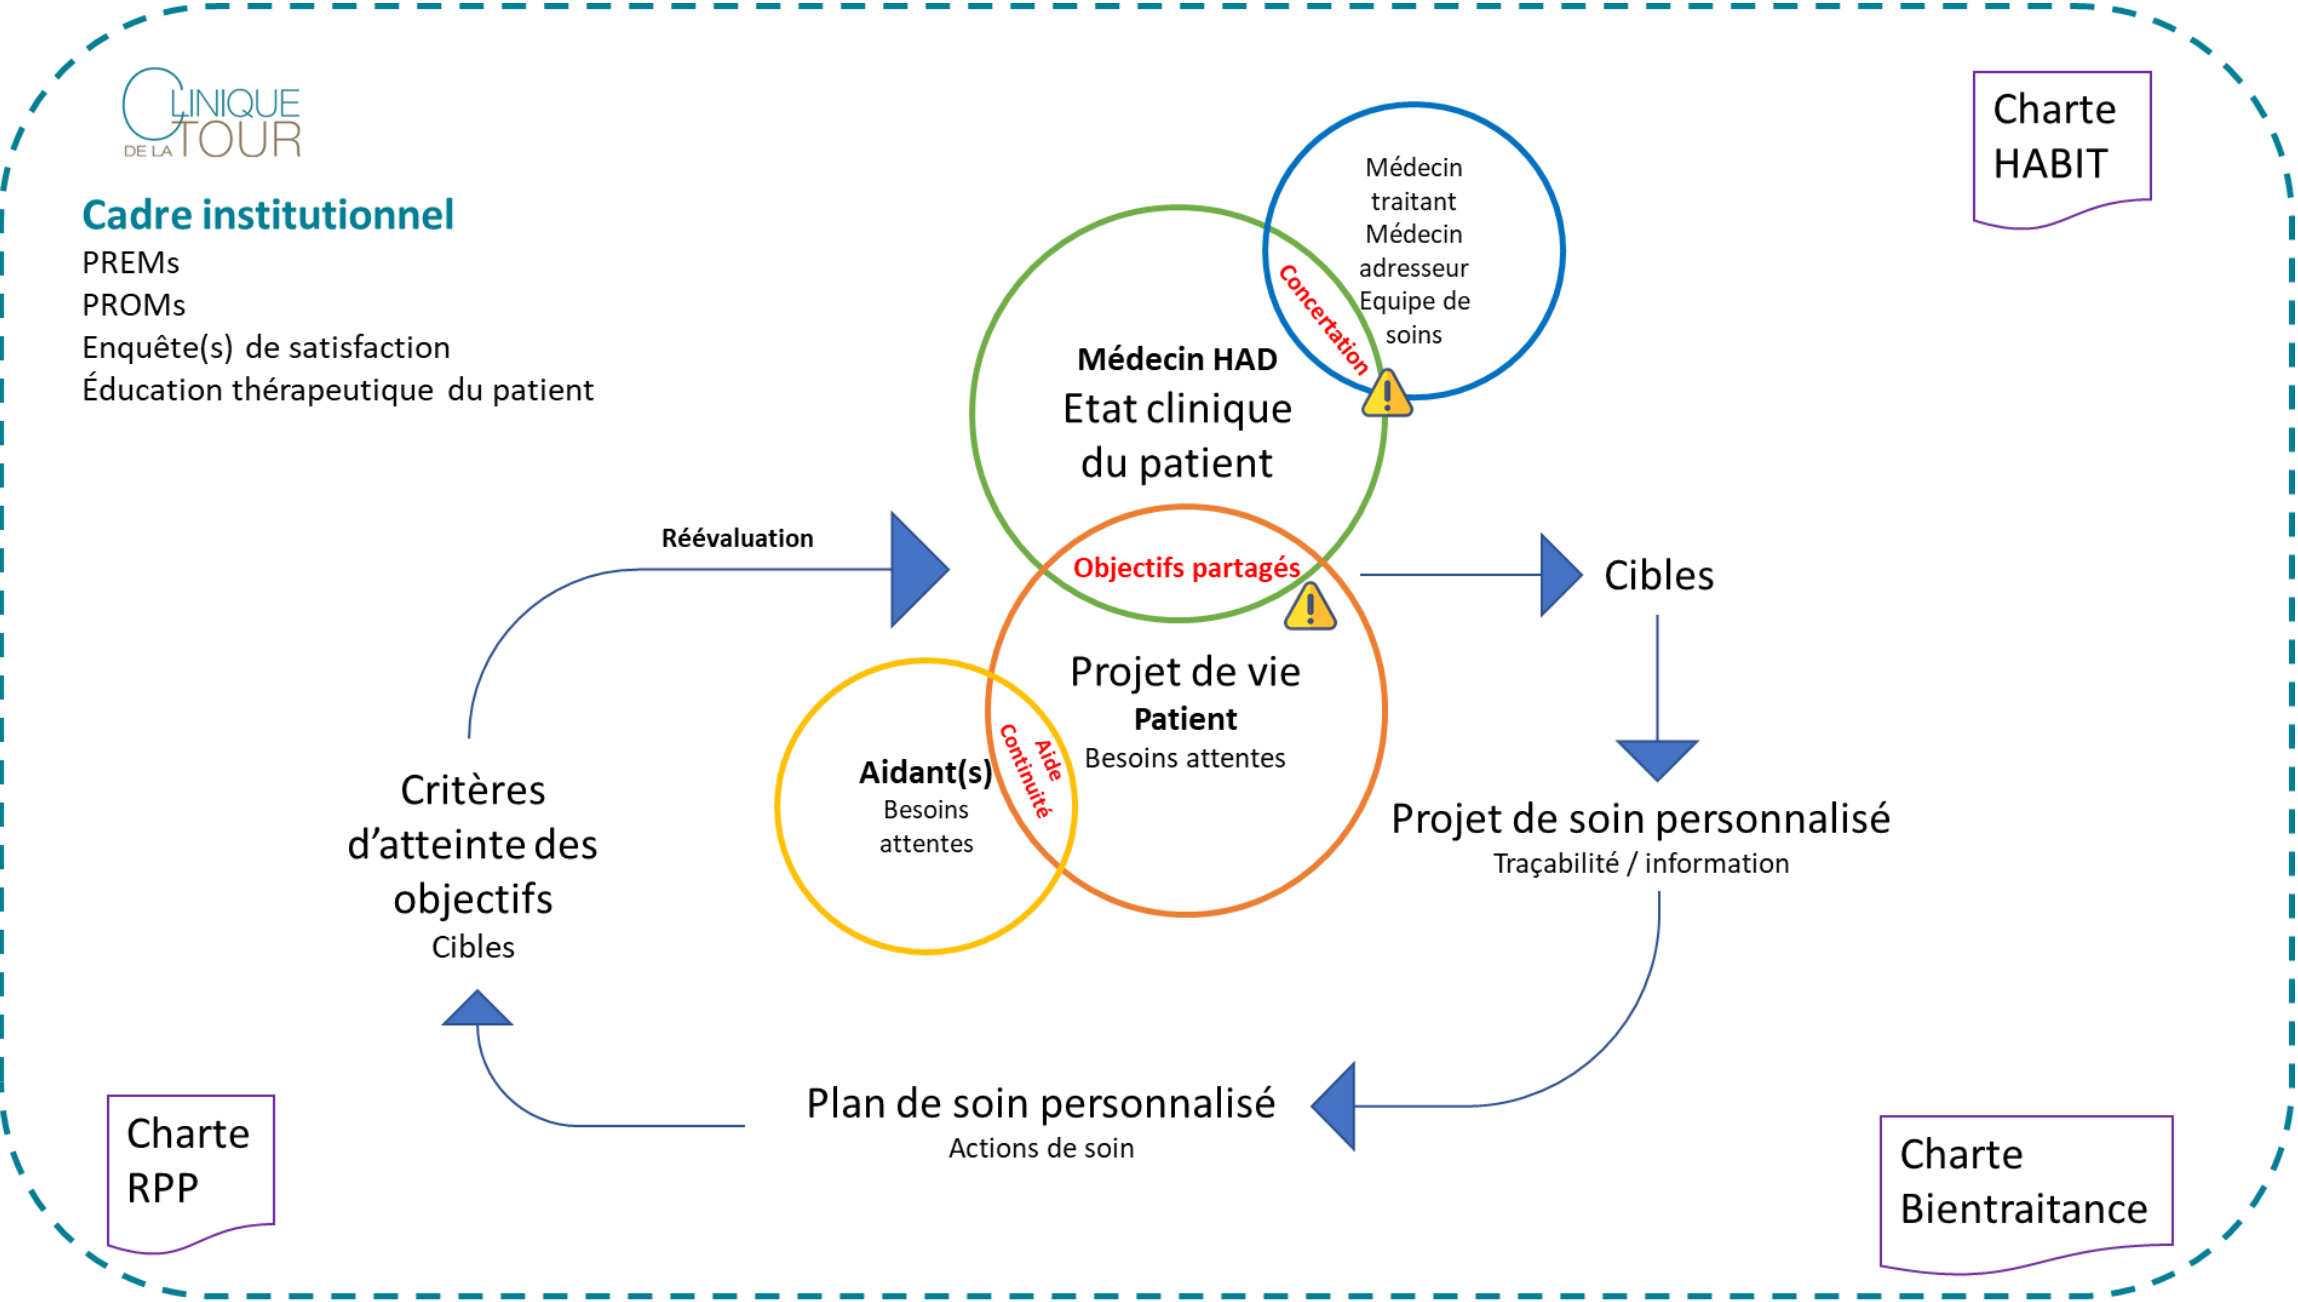 CLINIQUE
DE LA TOUR
Cadre institutionnel
PREMs
PROMs
Enquête(s) de satisfaction
Éducation thérapeutique du patient
Charte
HABIT
Médecin
traitant
Médecin
adresseur
Equipe de
soins
Concertation
Médecin HAD
Etat clinique
du patient
Objectifs partagés
Réévaluation
Cibles
Projet de vie
Patient
Besoins attentes
Aide
Continuité
Aidant(s)
Besoins
attentes
Projet de soin personnalisé
Traçabilité / information
Critères
d’atteinte des
objectifs
Cibles
Plan de soin personnalisé
Actions de soin
Charte
RPP
Charte
Bientraitance